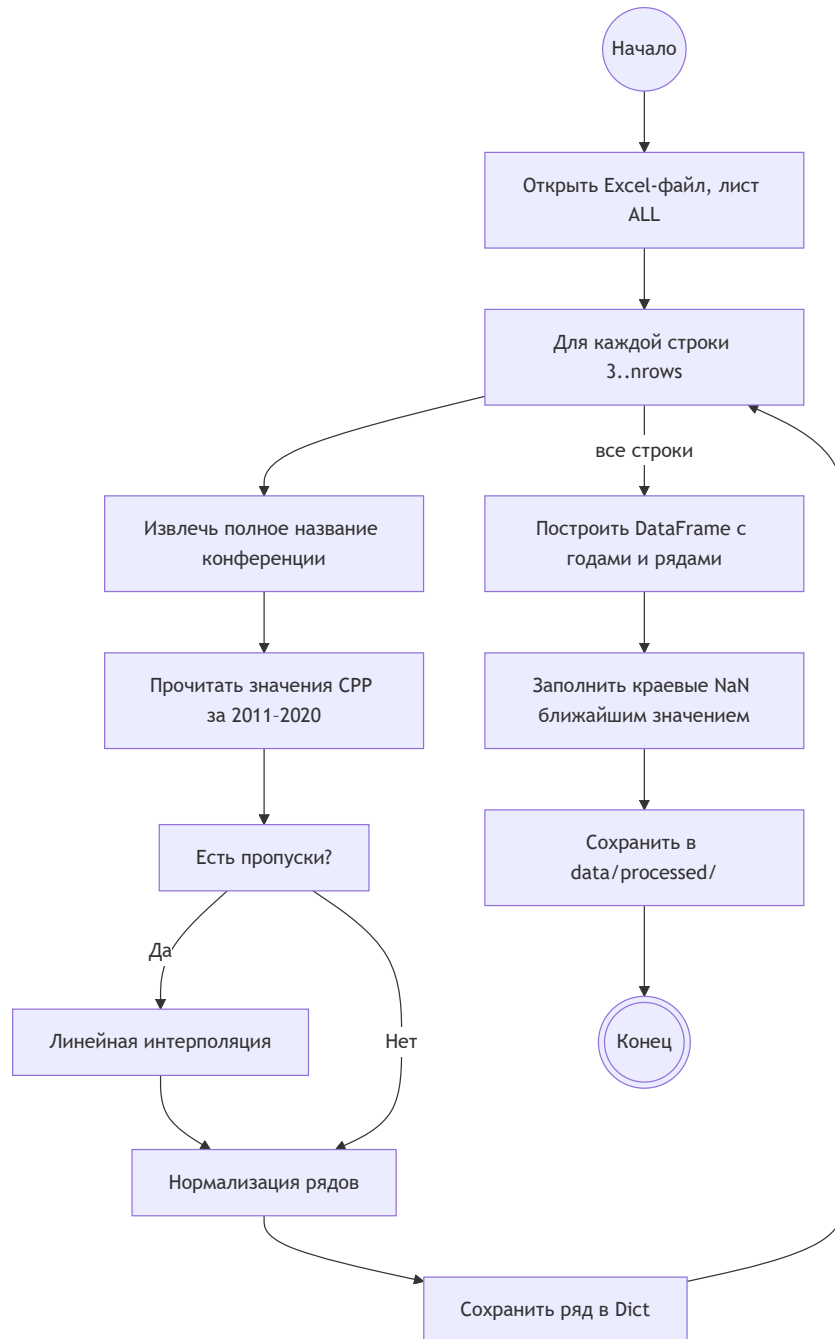 Начало
Открыть Excel-файл, лист
ALL
Для каждой строки
3..nrows
все строки
Извлечь полное название
конференции
Построить DataFrame с
годами и рядами
Прочитать значения CPP
за 2011–2020
Заполнить краевые NaN
ближайшим значением
Есть пропуски?
Сохранить в
data/processed/
Да
Линейная интерполяция
Нет
Конец
Нормализация рядов
Сохранить ряд в Dict